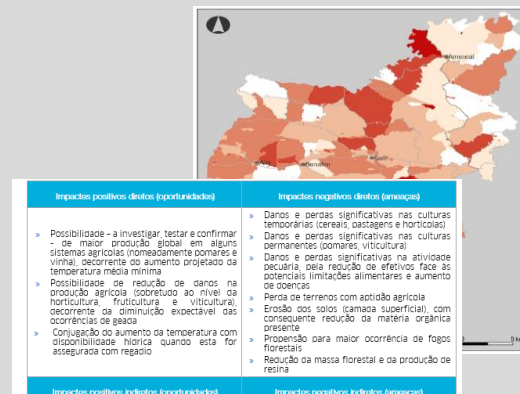 Impactes positivos diretos (oportunidades)
Impactes negativos diretos (ameaças)
» Possibilidade – a investigar, testar e confirmar
- de maior produção global em alguns
sistemas agrícolas (nomeadamente pomares e
vinha), decorrente do aumento projetado da
temperatura média mínima
» Possibilidade de redução de danos na
produção agrícola (sobretudo ao nível da
horticultura, fruticultura e viticultura),
decorrente da diminuição expectável das
ocorrências de geada
» Conjugação do aumento da temperatura com
disponibilidade hídrica quando esta for
assegurada com regadio
» Danos e perdas significativas nas culturas
temporárias (cereais, pastagens e hortícolas)
» Danos e perdas significativas nas culturas
permanentes (pomares, viticultura)
» Danos e perdas significativas na atividade
pecuária, pela redução de efetivos face às
potenciais limitações alimentares e aumento
de doenças
» Perda de terrenos com aptidão agrícola
» Erosão dos solos (camada superficial), com
consequente redução da matéria orgânica
presente
» Propensão para maior ocorrência de fogos
florestais
» Redução da massa florestal e da produção de
resina
Impactes positivos indiretos (oportunidades)
Impactes negativos indiretos (ameaças)